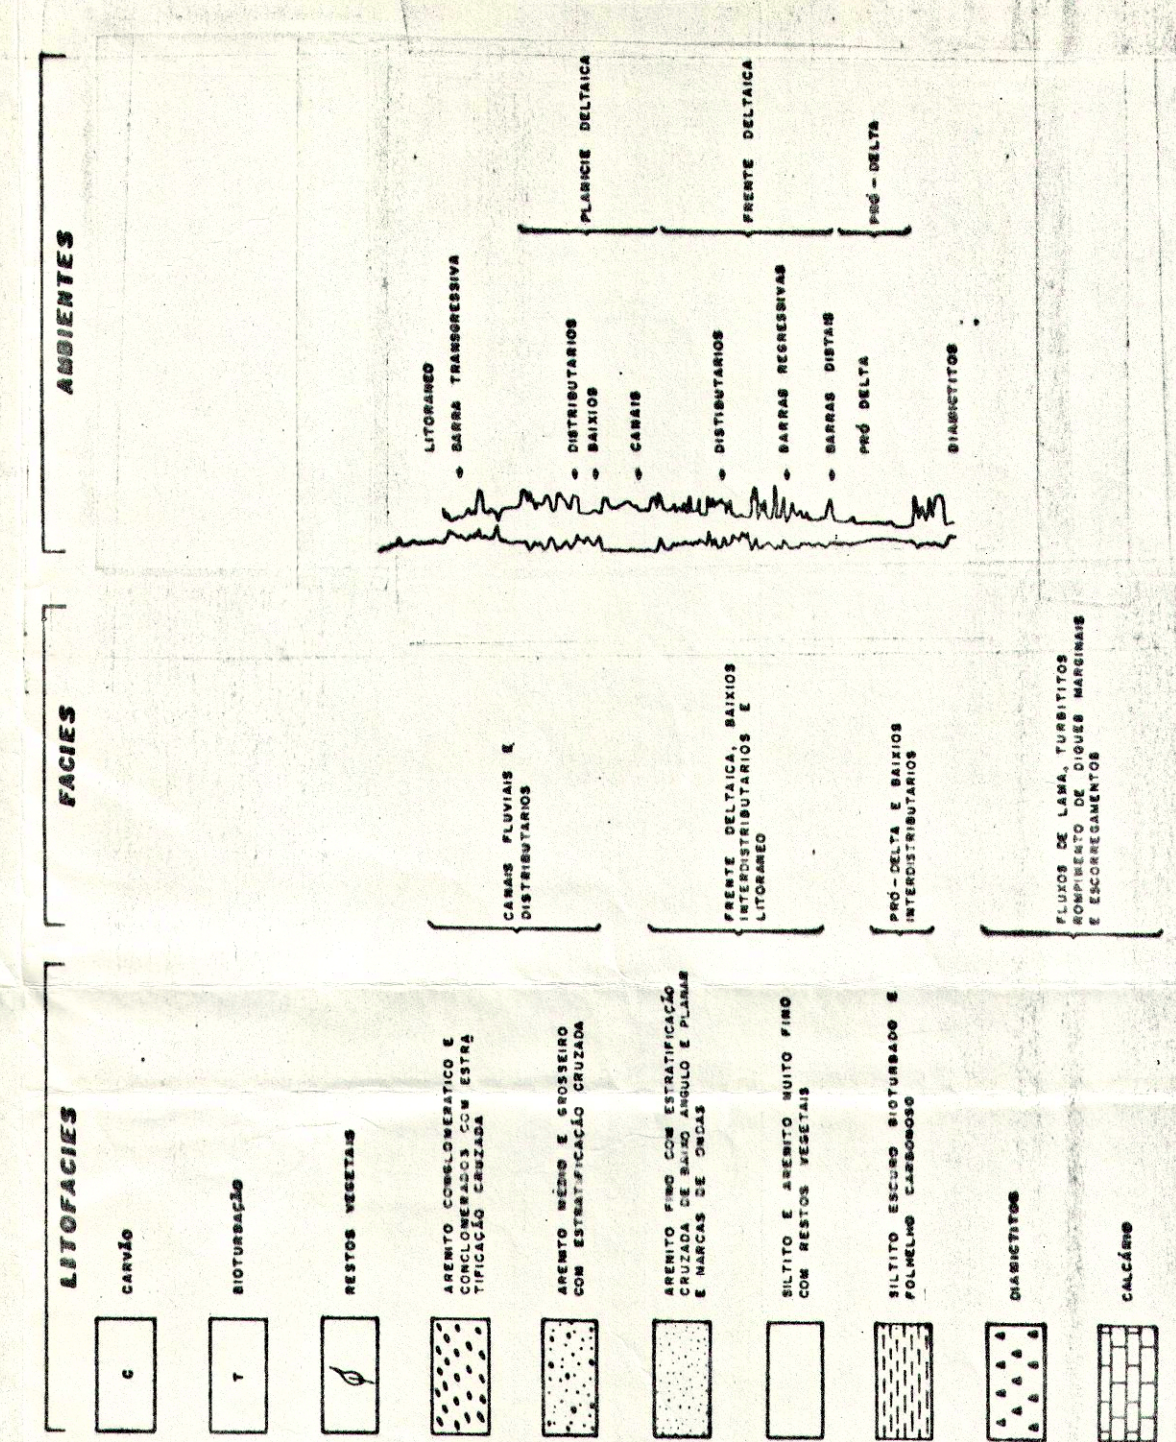 LITOFACIES
C
CARVÃO
T
BIOTURBAÇÃO
RESTOS VEGETAIS
ARENITO CONGLOMERATICO E
CONGLOMERADOS COM ESTRA
TIFICAÇÃO CRUZADA
ARENITO MÉDIO E GROSSEIRO
COM ESTRATIFICAÇÃO CRUZADA
ARENITO FINO COM ESTRATIFICAÇÃO
CRUZADA DE BAIXO ANGULO E PLANAR
E MARCAS DE ONDAS
SILTITO E ARENITO MUITO FINO
COM RESTOS VEGETAIS
SILTITO ESCURO BIOTURBADO E
FOLHELHO CARBONOSO
DIAMICTITOS
CALCÁRIO
FACIES
CANAIS FLUVIAIS E
DISTRIBUTARIOS
FRENTE DELTAICA, BAIXIOS
INTERDISTRIBUTARIOS E
LITORANEO
PRÓ-DELTA E BAIXIOS
INTERDISTRIBUTARIOS
FLUXOS DE LAMA, TURBITITOS
ROMPIMENTO DE DIQUES MARGINAIS
E ESCORREGAMENTOS
AMBIENTES
LITORANEO
BARRA TRANSGRESSIVA
DISTRIBUTARIOS
BAIXIOS
CANAIS
DISTIBUTARIOS
BARRAS REGRESSIVAS
BARRAS DISTAIS
PRÓ DELTA
DIAMICTITOS
PLANICIE DELTAICA
FRENTE DELTAICA
PRÓ-DELTA